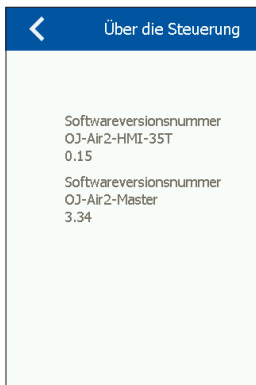 Über die Steuerung
Softwareversionsnummer
OJ-Air2-HMI-35T
0.15
Softwareversionsnummer
OJ-Air2-Master
3.34